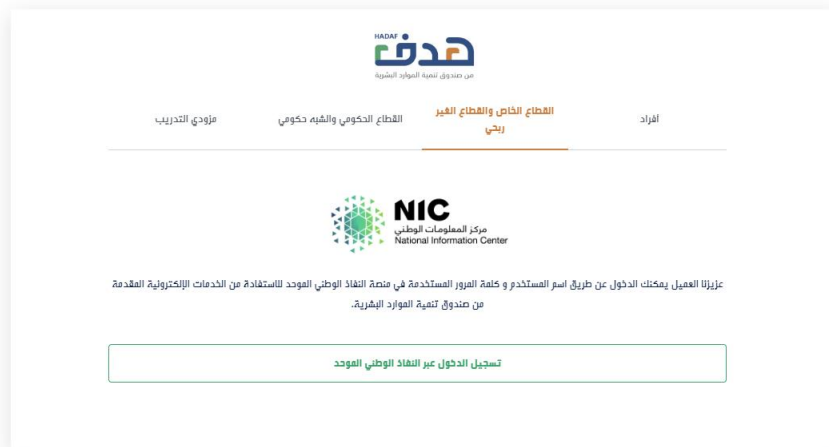 HADAF
هدف
من صندوق تنمية الموارد البشرية
افراد
القطاع الخاص والقطاع الغير
ربحي
القطاع الحكومي والشبه حكومي
مزودي التدريب
NIC
مركز المعلومات الوطني
National Information Center
عزيزنا العميل يمكنك الدخول عن طريق اسم المستخدم و كلمة المرور المستخدمة في منصة النفاذ الوطني الموحد للاستفادة من الخدمات الإلكترونية المقدمة
من صندوق تنمية الموارد البشرية.
تسجيل الدخول عبر النفاذ الوطني الموحد